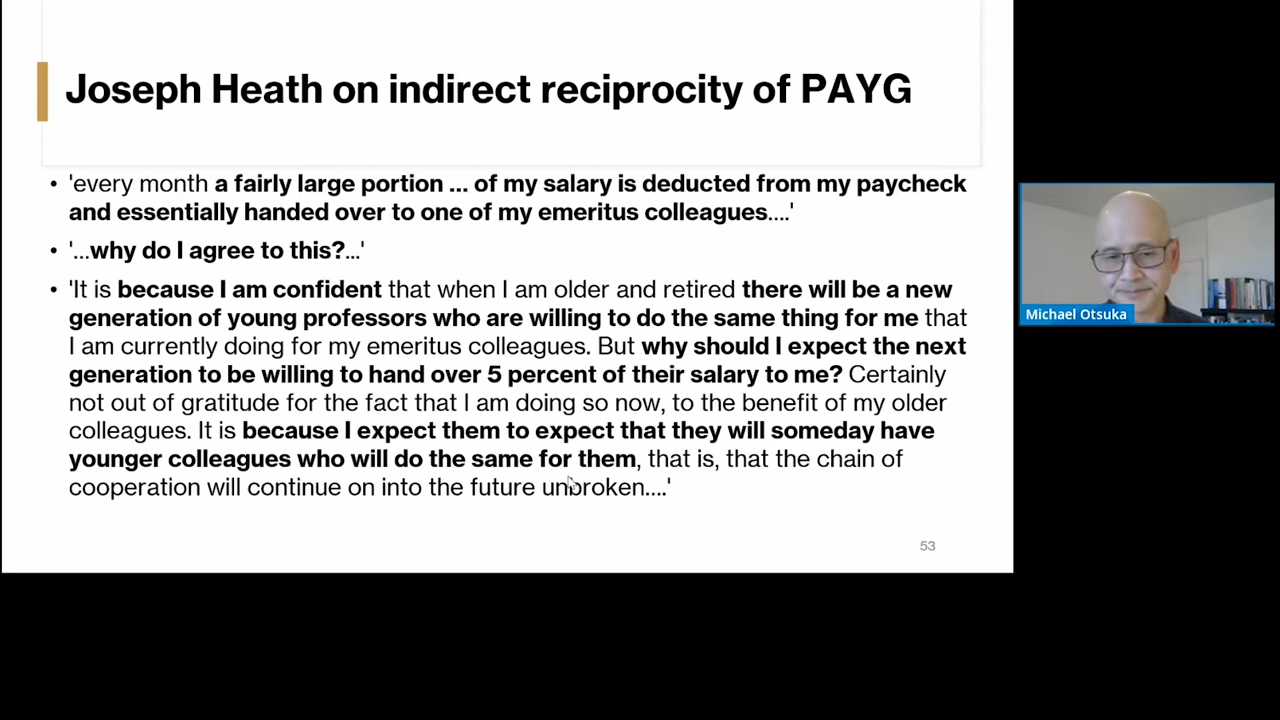 Joseph Heath on indirect reciprocity of PAYG
• 'every month a fairly large portion ... of my salary is deducted from my paycheck
and essentially handed over to one of my emeritus colleagues....'
• '...why do I agree to this?...'
• 'It is because I am confident that when I am older and retired there will be a new
generation of young professors who are willing to do the same thing for me that
I am currently doing for my emeritus colleagues. But why should I expect the next
generation to be willing to hand over 5 percent of their salary to me? Certainly
not out of gratitude for the fact that I am doing so now, to the benefit of my older
colleagues. It is because I expect them to expect that they will someday have
younger colleagues who will do the same for them, that is, that the chain of
cooperation will continue on into the future unbroken....'
53
Michael Otsuka